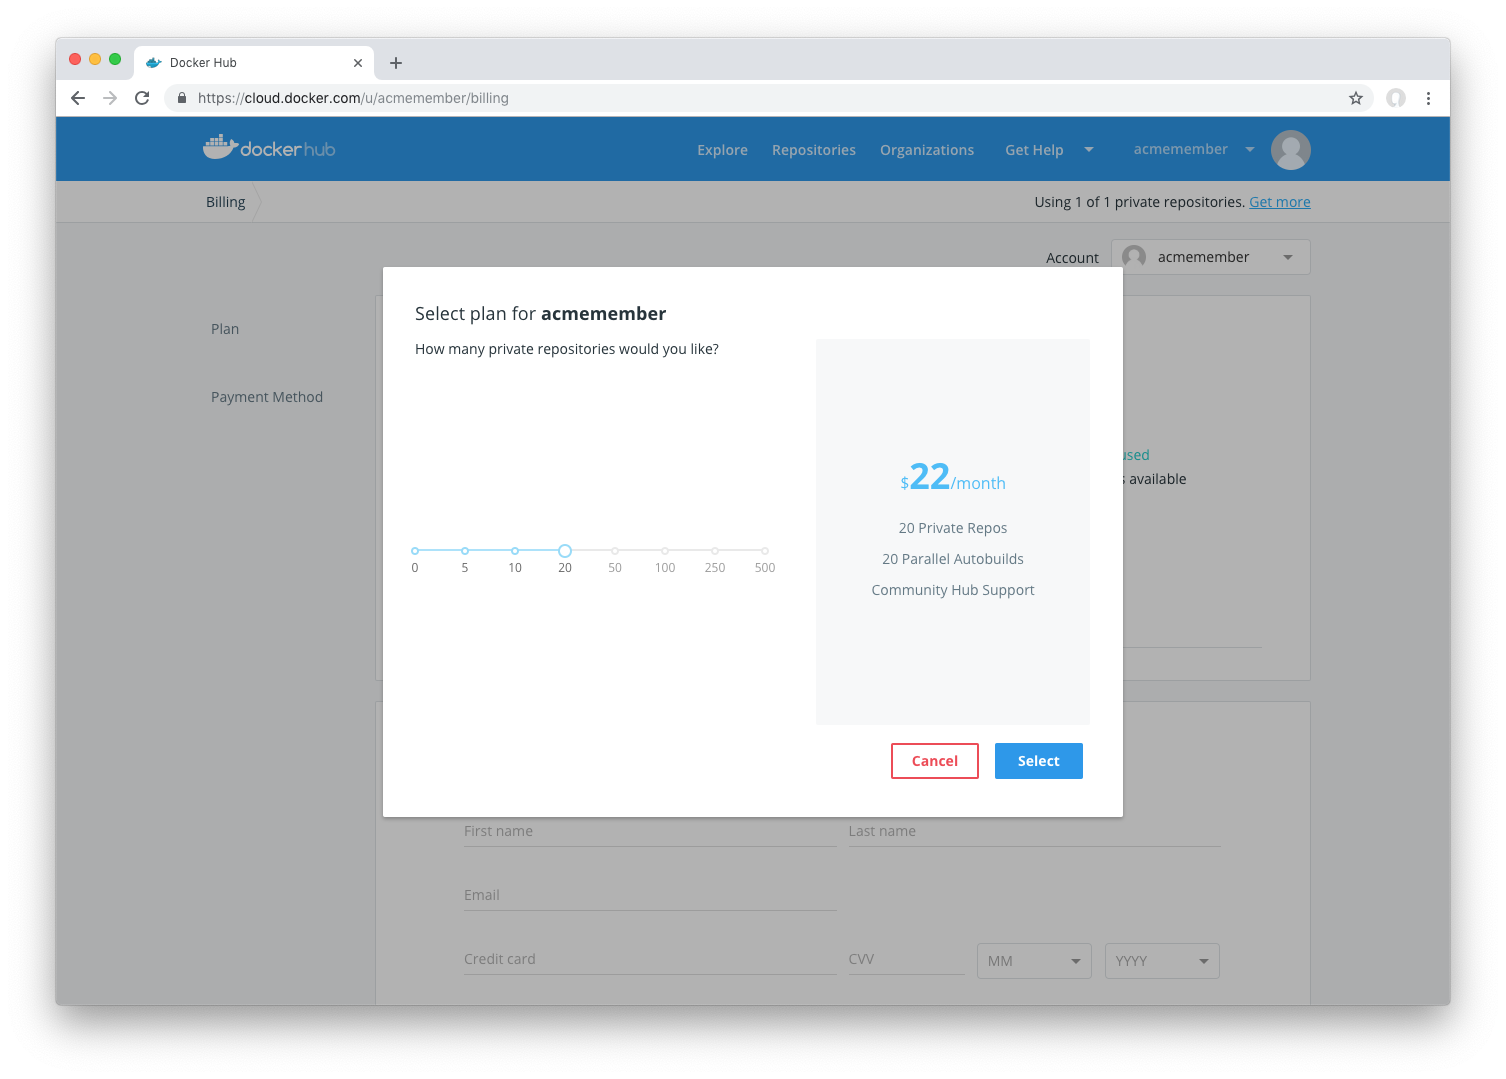 Docker Hub
https://cloud.docker.com/u/acmemember/billing
docker hub
Explore
Repositories
Organizations
Get Help
acmemember
Billing
Using 1 of 1 private repositories. Get more
Account
acmemember
Plan
Payment Method
Select plan for acmemember
How many private repositories would you like?
0 5 10 20 50 100 250 500
$22/month
20 Private Repos
20 Parallel Autobuilds
Community Hub Support
Cancel
Select
used
available
First name
Last name
Email
Credit card
CVV
MM
YYYY